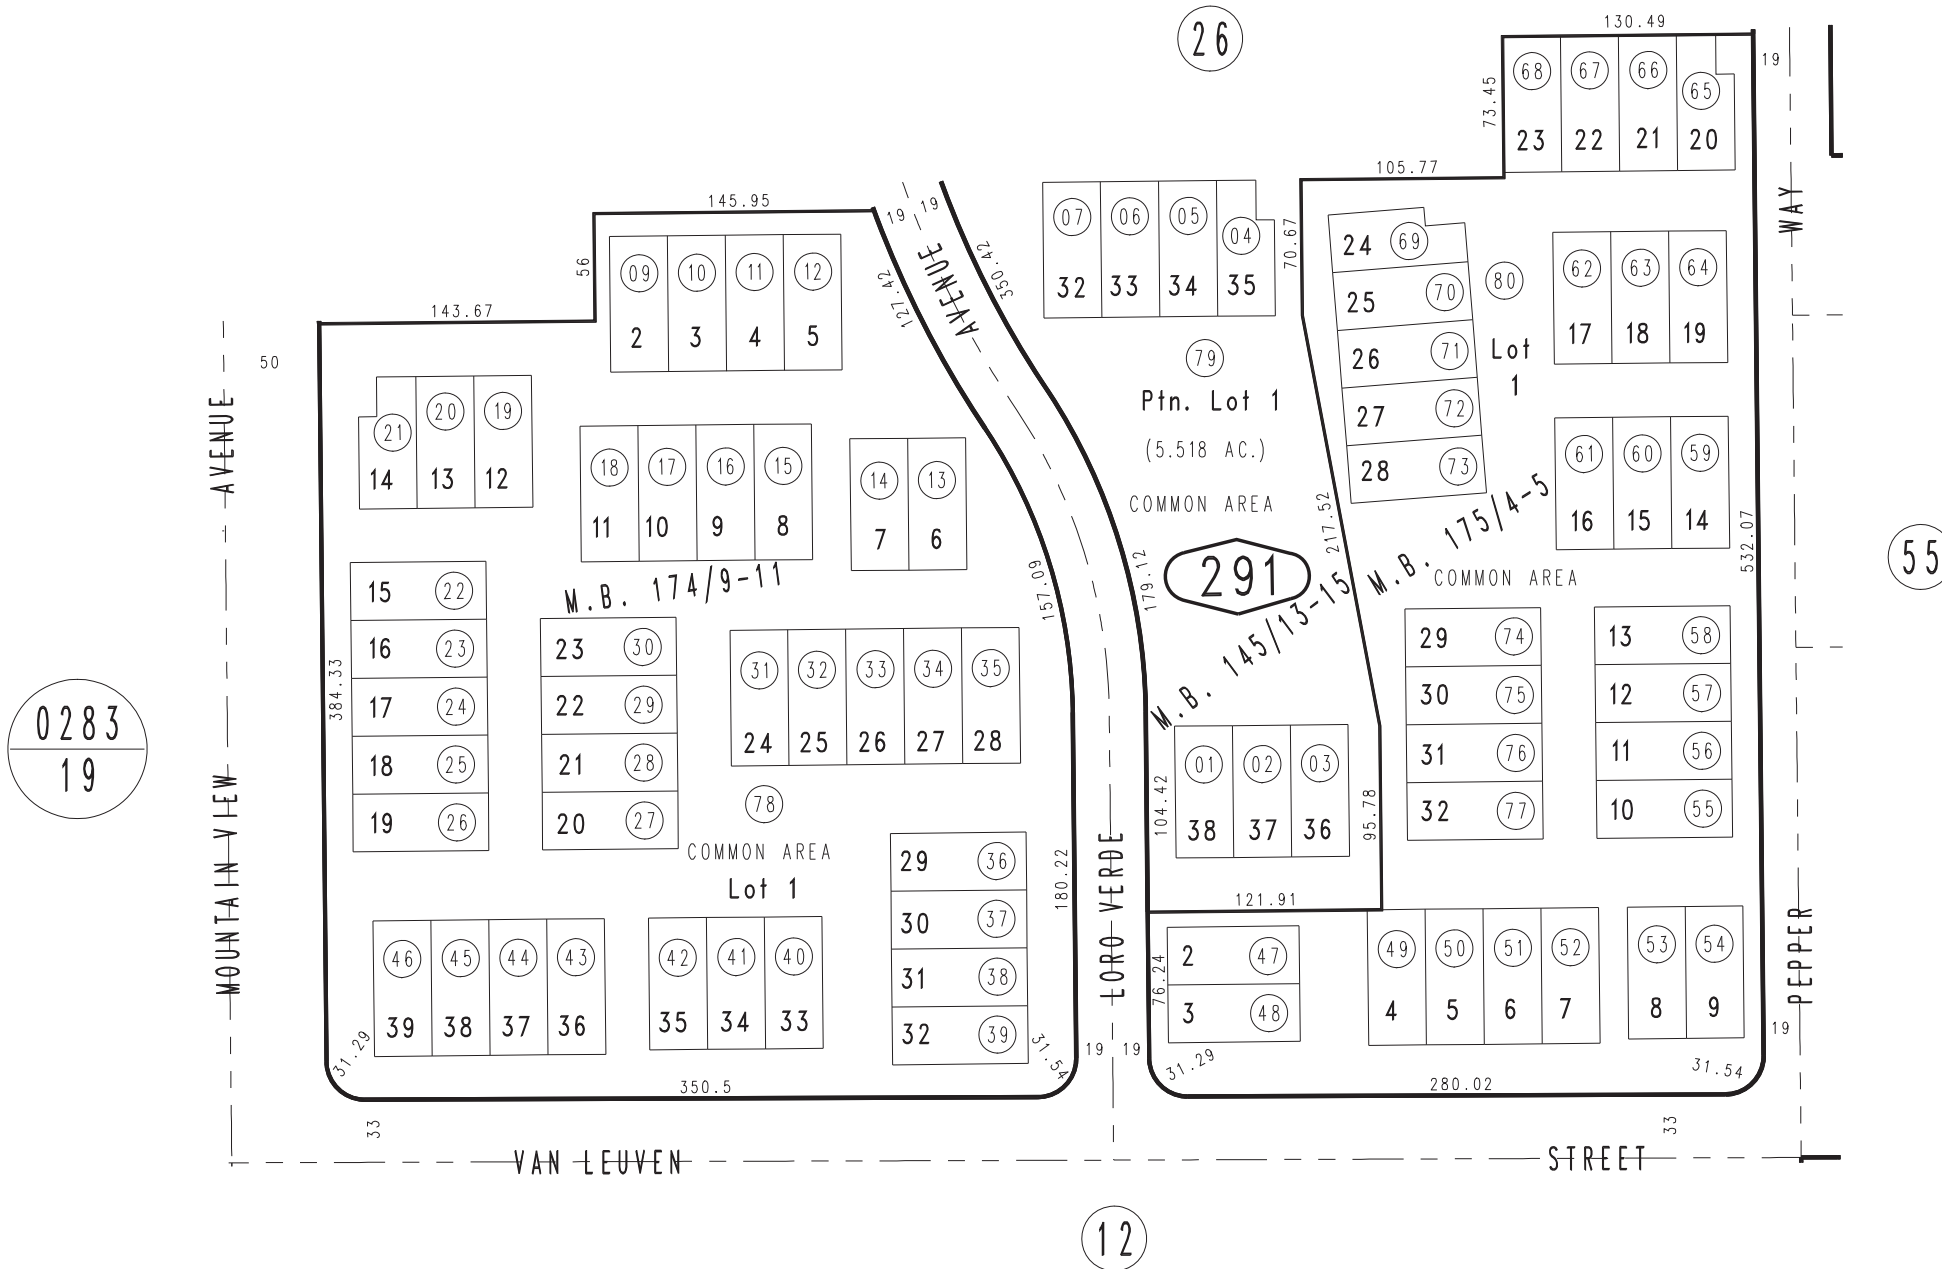 26
130.49
19
73.45
68 67 66 65
23 22 21 20
105.77
WAY
145.95
19 19
56
09 10 11 12
2 3 4 5
127.42
AVENUE
350.42
07 06 05 04
32 33 34 35
70.67
24 69
25 70
26 71
27 72
28 73
80
Lot
1
62 63 64
17 18 19
143.67
50
AVENUE
21 20 19
14 13 12
18 17 16 15
11 10 9 8
14 13
7 6
79
Ptn. Lot 1
(5.518 AC.)
COMMON AREA
291
217.52
61 60 59
16 15 14
532.07
55
M.B. 174/9-11
M.B. 145/13-15
M.B. 175/4-5
COMMON AREA
157.09
179.12
384.33
15 22
16 23
17 24
18 25
19 26
23 30
22 29
21 28
20 27
31 32 33 34 35
24 25 26 27 28
29 74
30 75
31 76
32 77
13 58
12 57
11 56
10 55
0283
19
MOUNTAIN VIEW
78
COMMON AREA
Lot 1
01 02 03
38 37 36
104.42
95.78
121.91
LORO VERDE
180.22
29 36
30 37
31 38
32 39
46 45 44 43
39 38 37 36
42 41 40
35 34 33
76.24
2 47
3 48
49 50 51 52
4 5 6 7
53 54
8 9
PEPPER
19
31.29
350.5
31.54
19 19
31.29
280.02
31.54
33
33
VAN LEUVEN
STREET
12